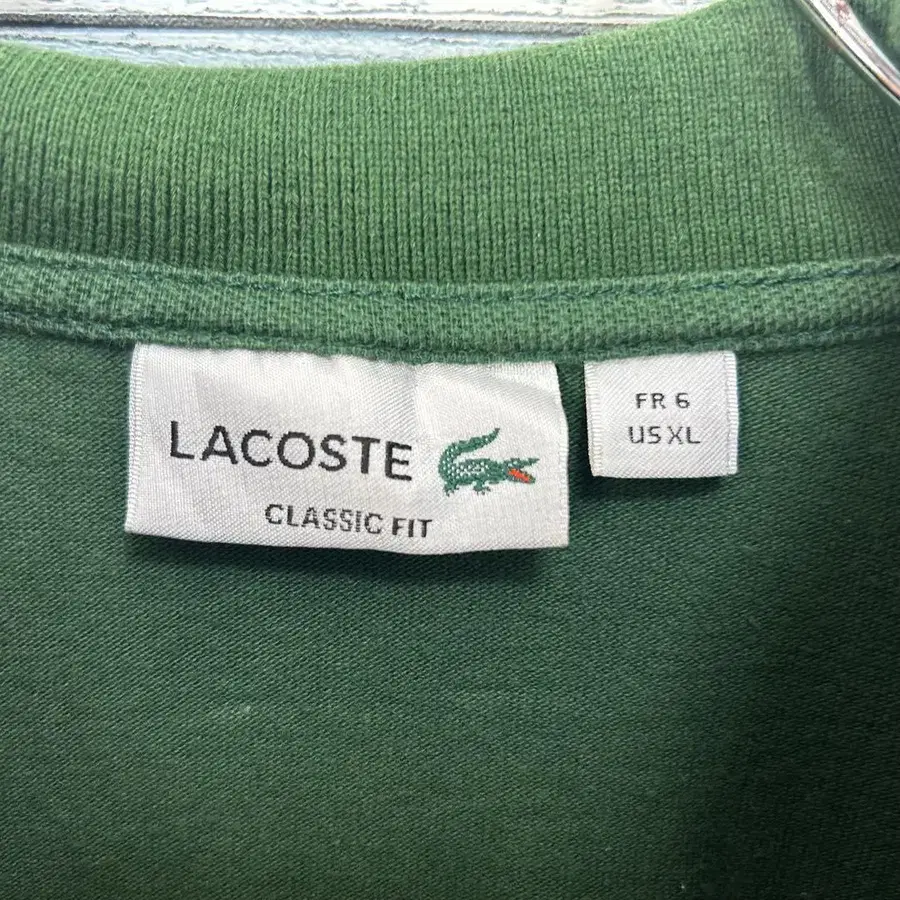 LACOSTE
CLASSIC FIT
FR 6
US XL